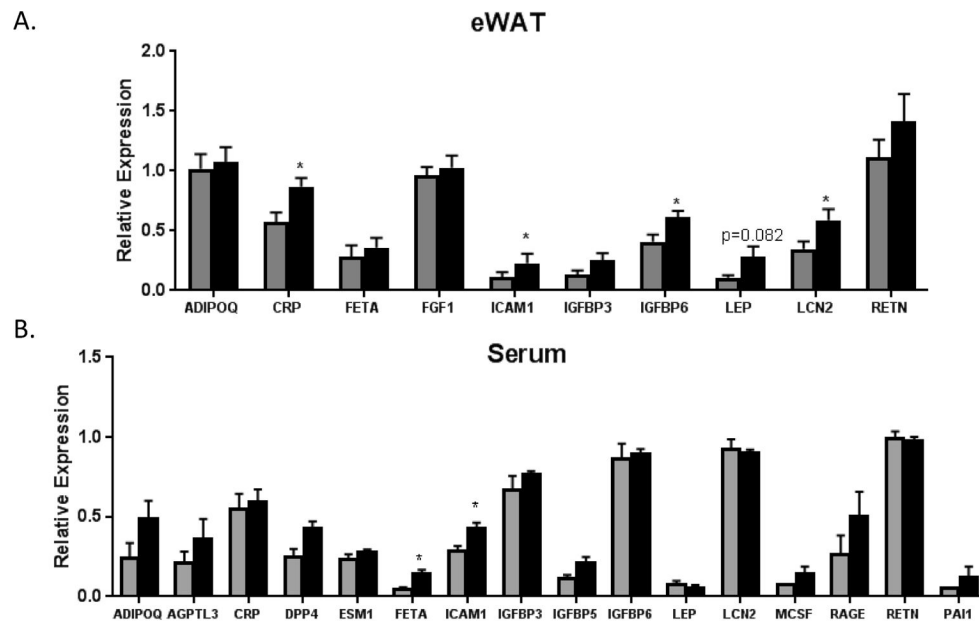 A.
eWAT
Relative Expression
2.0
1.5
1.0
0.5
0.0
*
*
*
p=0.082
*
ADIPOQ CRP FETA FGF1 ICAM1 IGFBP3 IGFBP6 LEP LCN2 RETN
B.
Serum
Relative Expression
1.5
1.0
0.5
0.0
*
*
ADIPOQ AGPTL3 CRP DPP4 ESM1 FETA ICAM1 IGFBP3 IGFBP5 IGFBP6 LEP LCN2 MCSF RAGE RETN PAI1